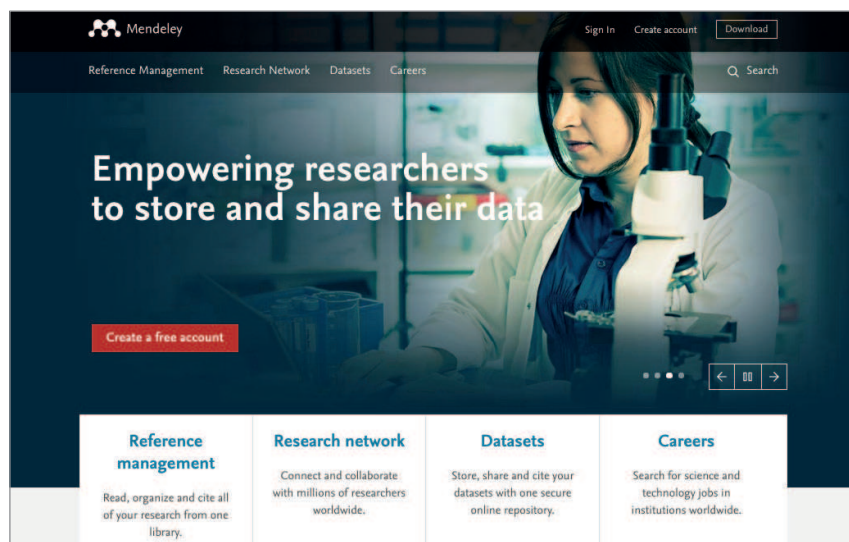 Mendeley
Sign In
Create account
Download
Reference Management
Research Network
Datasets
Careers
Search
Empowering researchers
to store and share their data
Create a free account
Reference
management
Read, organize and cite all
of your research from one
library.
Research network
Connect and collaborate
with millions of researchers
worldwide.
Datasets
Store, share and cite your
datasets with one secure
online repository.
Careers
Search for science and
technology jobs in
institutions worldwide.